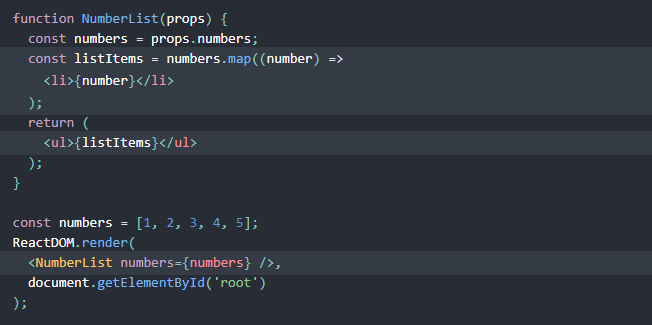 function NumberList(props) {
  const numbers = props.numbers;
  const listItems = numbers.map((number) =>
    <li>{number}</li>
  );
  return (
    <ul>{listItems}</ul>
  );
}

const numbers = [1, 2, 3, 4, 5];
ReactDOM.render(
  <NumberList numbers={numbers} />,
  document.getElementById('root')
);